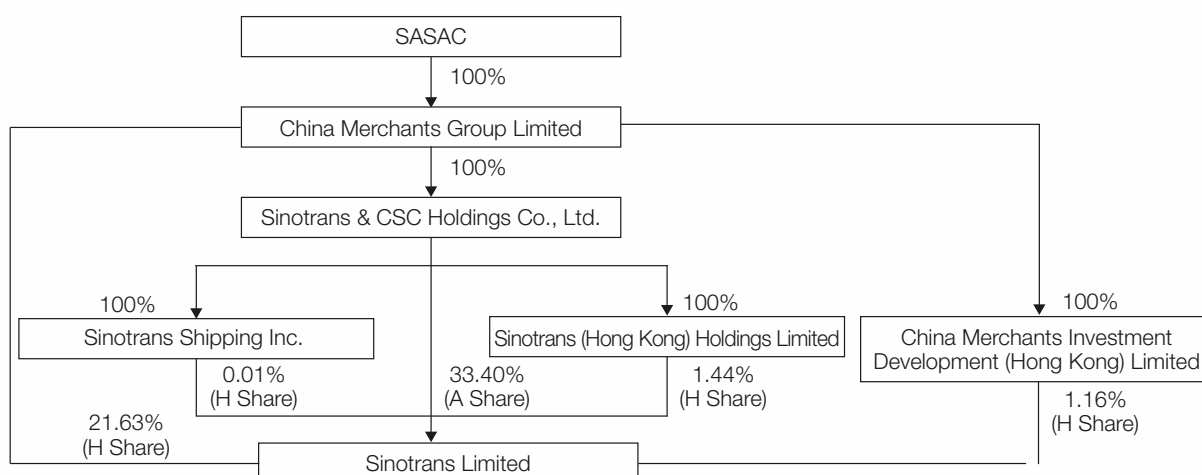 SASAC
100%
China Merchants Group Limited
100%
Sinotrans & CSC Holdings Co., Ltd.
100%
100%
100%
Sinotrans Shipping Inc.
Sinotrans (Hong Kong) Holdings Limited
China Merchants Investment
Development (Hong Kong) Limited
0.01%
(H Share)
33.40%
(A Share)
1.44%
(H Share)
1.16%
(H Share)
21.63%
(H Share)
Sinotrans Limited